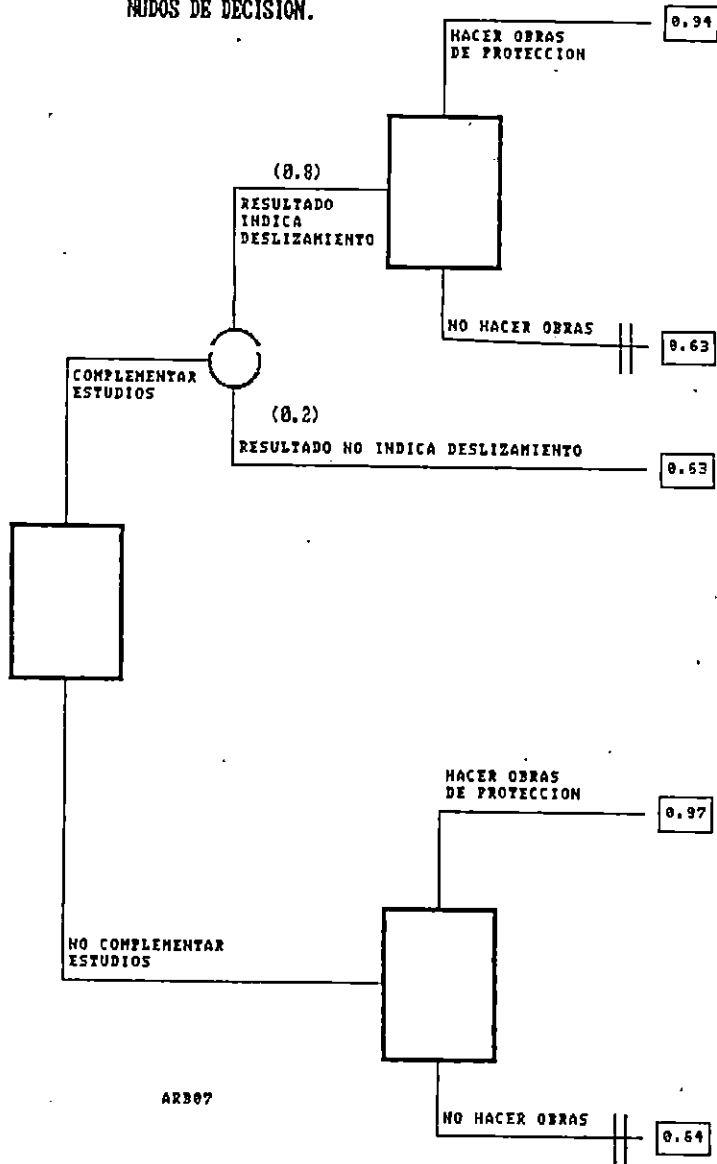 NUDOS DE DECISION.
0.94
HACER OBRAS
DE PROTECCION
(0.8)
RESULTADO
INDICA
DESLIZAMIENTO
NO HACER OBRAS
0.63
COMPLEMENTAR
ESTUDIOS
(0.2)
RESULTADO NO INDICA DESLIZAMIENTO
0.63
HACER OBRAS
DE PROTECCION
0.97
NO COMPLEMENTAR
ESTUDIOS
ARB07
NO HACER OBRAS
0.64